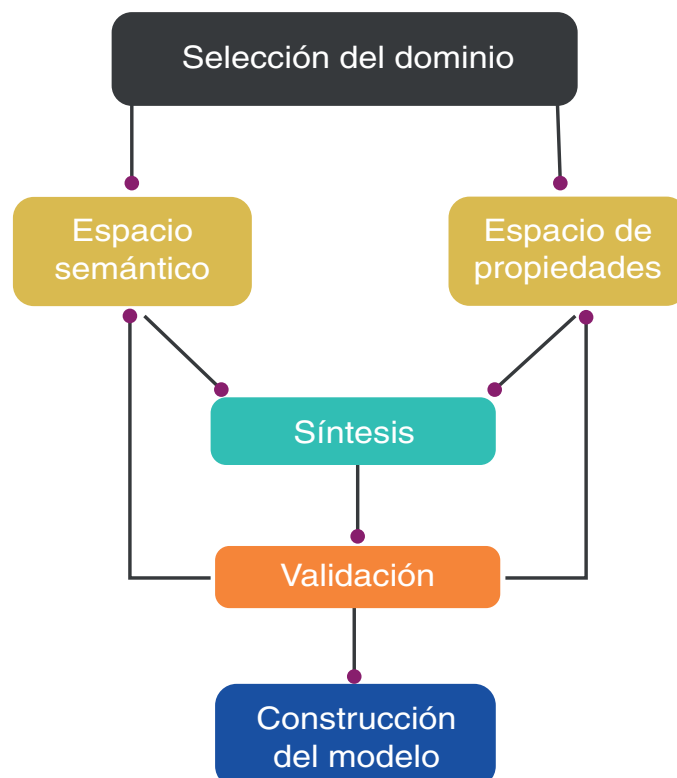 Selección del dominio
Espacio
semántico
Espacio de
propiedades
Síntesis
Validación
Construcción
del modelo